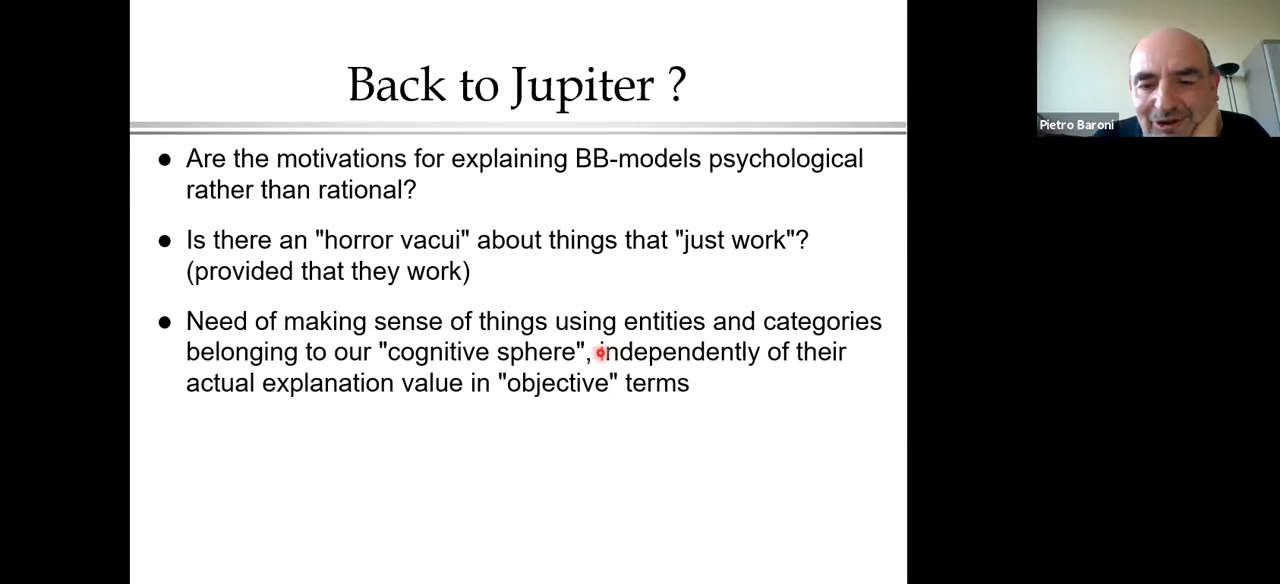 Back to Jupiter ?
● Are the motivations for explaining BB-models psychological
rather than rational?
● Is there an "horror vacui" about things that "just work"?
(provided that they work)
● Need of making sense of things using entities and categories
belonging to our "cognitive sphere", independently of their
actual explanation value in "objective" terms
Pietro Baroni